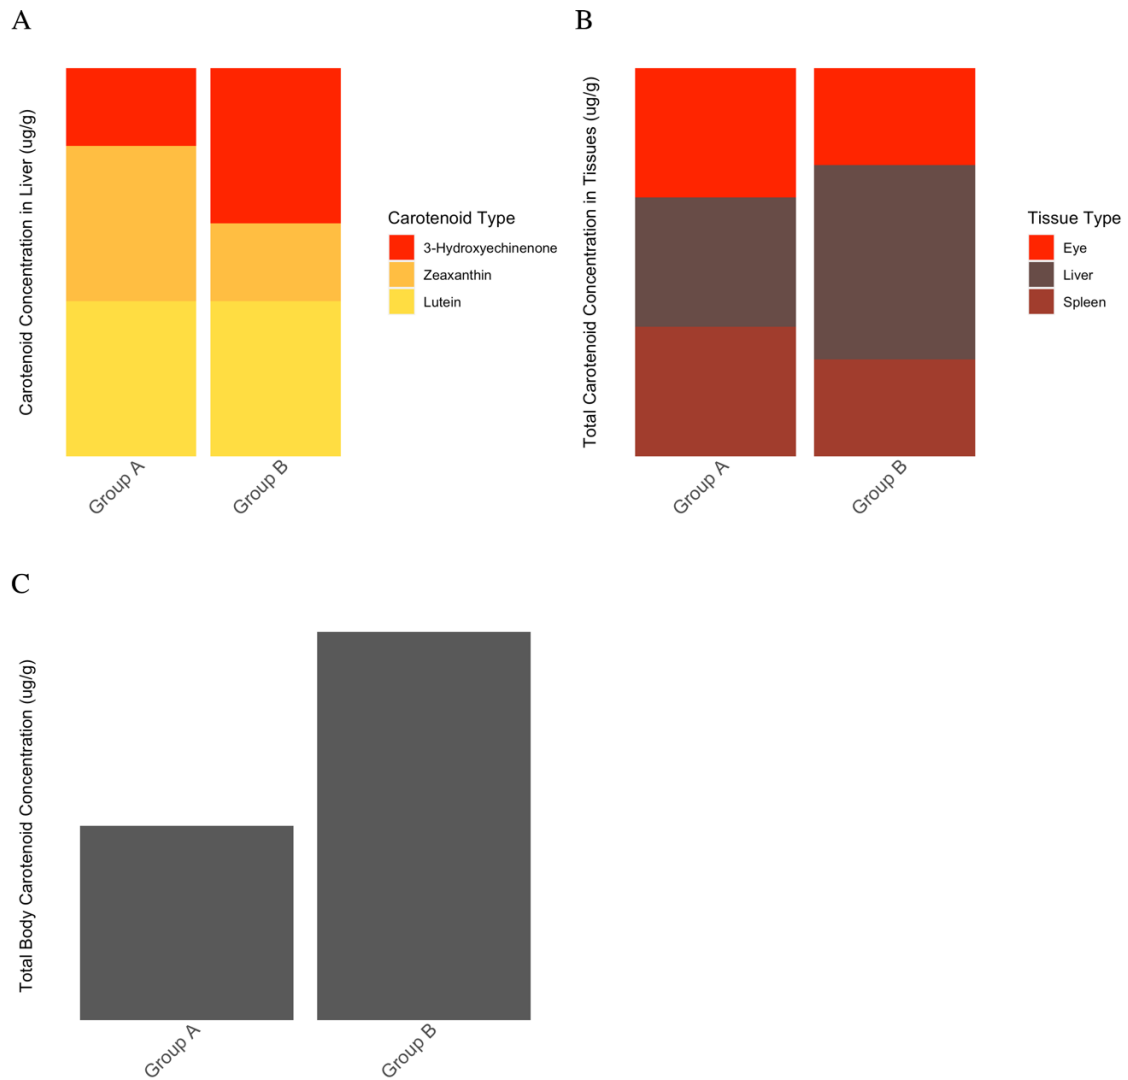 A
Carotenoid Concentration in Liver (ug/g)
Group A
Group B
Carotenoid Type
3-Hydroxyechinenone
Zeaxanthin
Lutein
B
Total Carotenoid Concentration in Tissues (ug/g)
Group A
Group B
Tissue Type
Eye
Liver
Spleen
C
Total Body Carotenoid Concentration (ug/g)
Group A
Group B